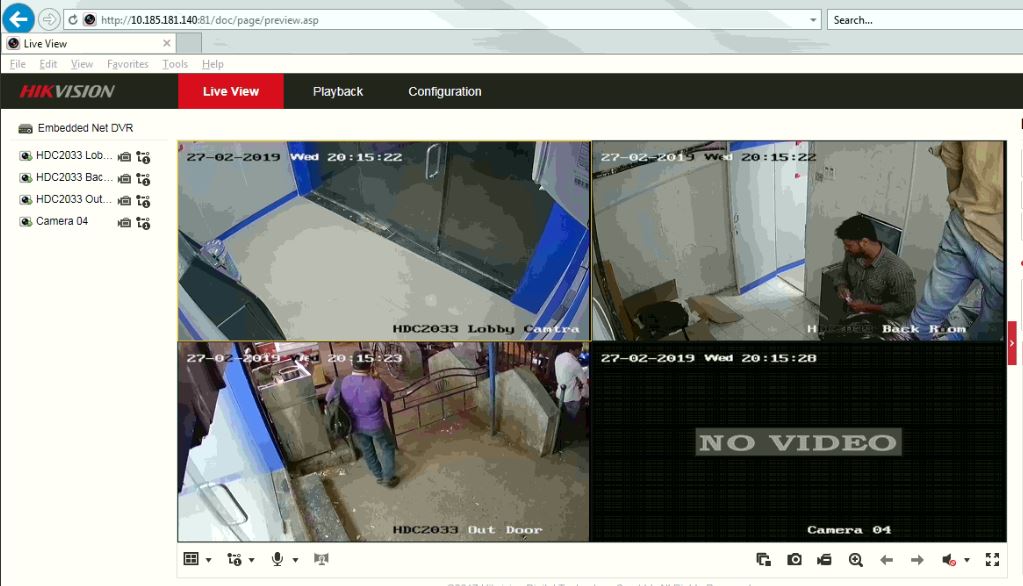 http://10.185.181.140:81/doc/page/preview.asp
Search...
Live View
File Edit View Favorites Tools Help
HIKVISION
Live View Playback Configuration
Embedded Net DVR
HDC2033 Lob...
HDC2033 Bac...
HDC2033 Out...
Camera 04
27-02-2019 Wed 20:15:22
HDC2033 Lobby Camtra
27-02-2019 Wed 20:15:22
Back Room
27-02-2019 Wed 20:15:23
HDC2033 Out Door
27-02-2019 Wed 20:15:28
NO VIDEO
Camera 04